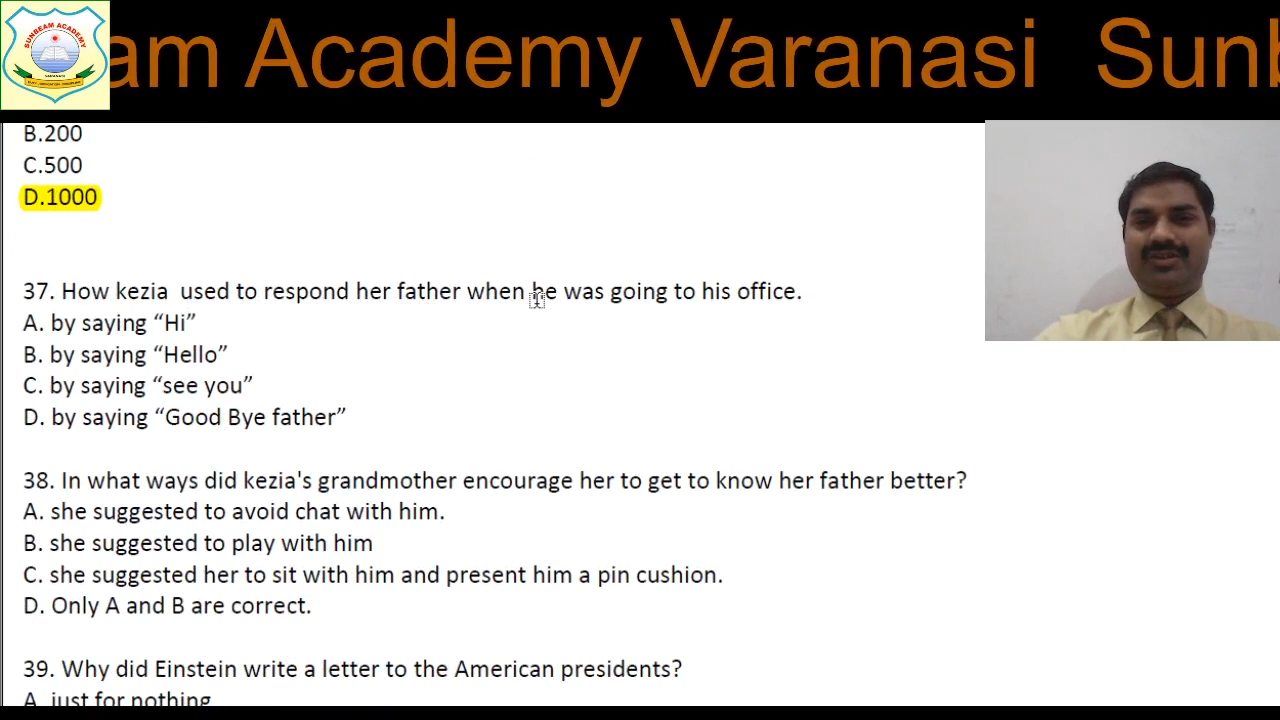 am Academy Varanasi Sunb
SUNBEAM ACADEMY
VARANASI
B.200
C.500
D.1000
37. How kezia used to respond her father when he was going to his office.
A. by saying “Hi”
B. by saying “Hello”
C. by saying “see you”
D. by saying “Good Bye father”
38. In what ways did kezia's grandmother encourage her to get to know her father better?
A. she suggested to avoid chat with him.
B. she suggested to play with him
C. she suggested her to sit with him and present him a pin cushion.
D. Only A and B are correct.
39. Why did Einstein write a letter to the American presidents?
A. just for nothing